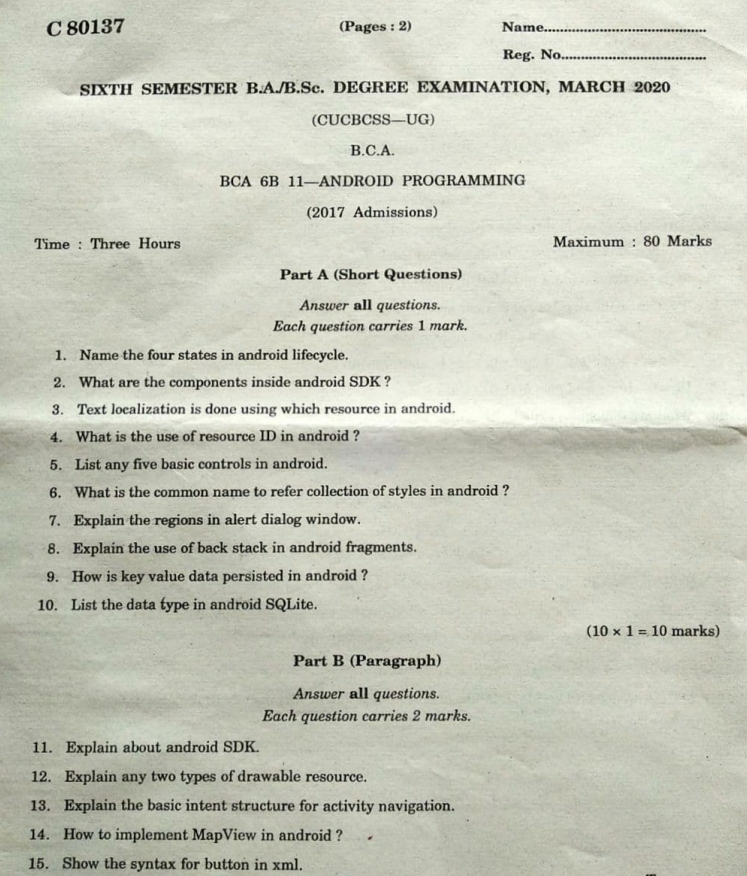 C 80137 (Pages : 2) Name........................................
Reg. No....................................
SIXTH SEMESTER B.A./B.Sc. DEGREE EXAMINATION, MARCH 2020
(CUCBCSS—UG)
B.C.A.
BCA 6B 11—ANDROID PROGRAMMING
(2017 Admissions)
Time : Three Hours Maximum : 80 Marks
Part A (Short Questions)
Answer all questions.
Each question carries 1 mark.
1. Name the four states in android lifecycle.
2. What are the components inside android SDK ?
3. Text localization is done using which resource in android.
4. What is the use of resource ID in android ?
5. List any five basic controls in android.
6. What is the common name to refer collection of styles in android ?
7. Explain the regions in alert dialog window.
8. Explain the use of back stack in android fragments.
9. How is key value data persisted in android ?
10. List the data type in android SQLite.
(10 × 1 = 10 marks)
Part B (Paragraph)
Answer all questions.
Each question carries 2 marks.
11. Explain about android SDK.
12. Explain any two types of drawable resource.
13. Explain the basic intent structure for activity navigation.
14. How to implement MapView in android ?
15. Show the syntax for button in xml.